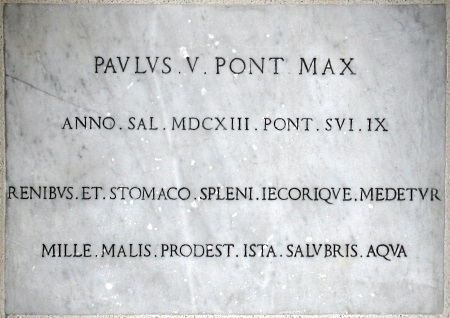 PAVLVS . V . PONT MAX
ANNO . SAL . MDCXIII . PONT . SVI . IX
RENIBVS . ET . STOMACO . SPLENI . IECORIQVE . MEDETVR
MILLE . MALIS . PRODEST . ISTA . SALVBRIS . AQVA